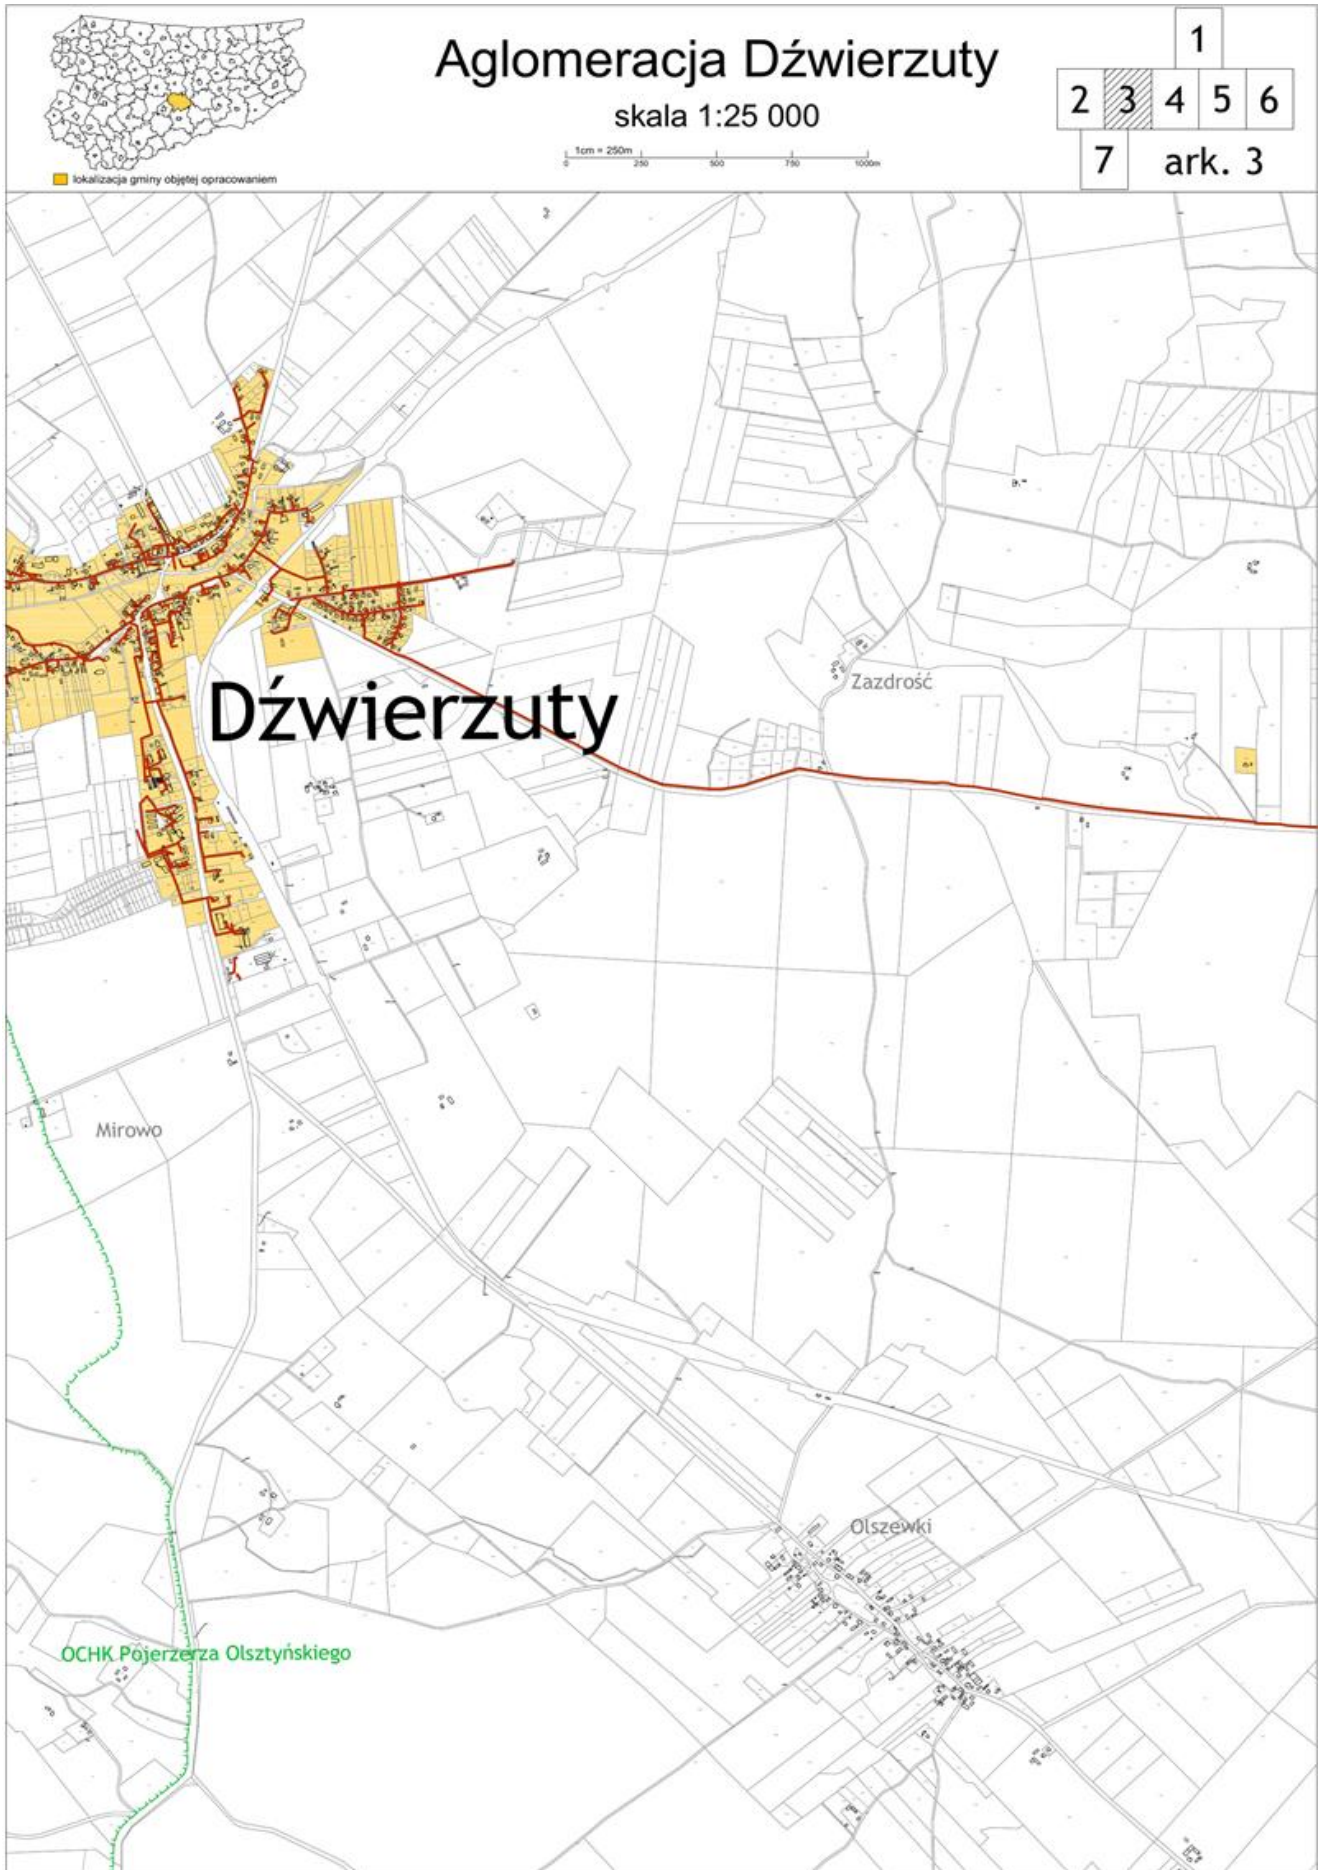 Aglomeracja Dźwierzuty
skala 1:25 000
1cm = 250m
0 250 500 750 1000m
lokalizacja gminy objętej opracowaniem
1
2 3 4 5 6
7 ark. 3
Zazdrość
Dźwierzuty
Mirowo
Olszewki
OCHK Pojerzerza Olsztyńskiego